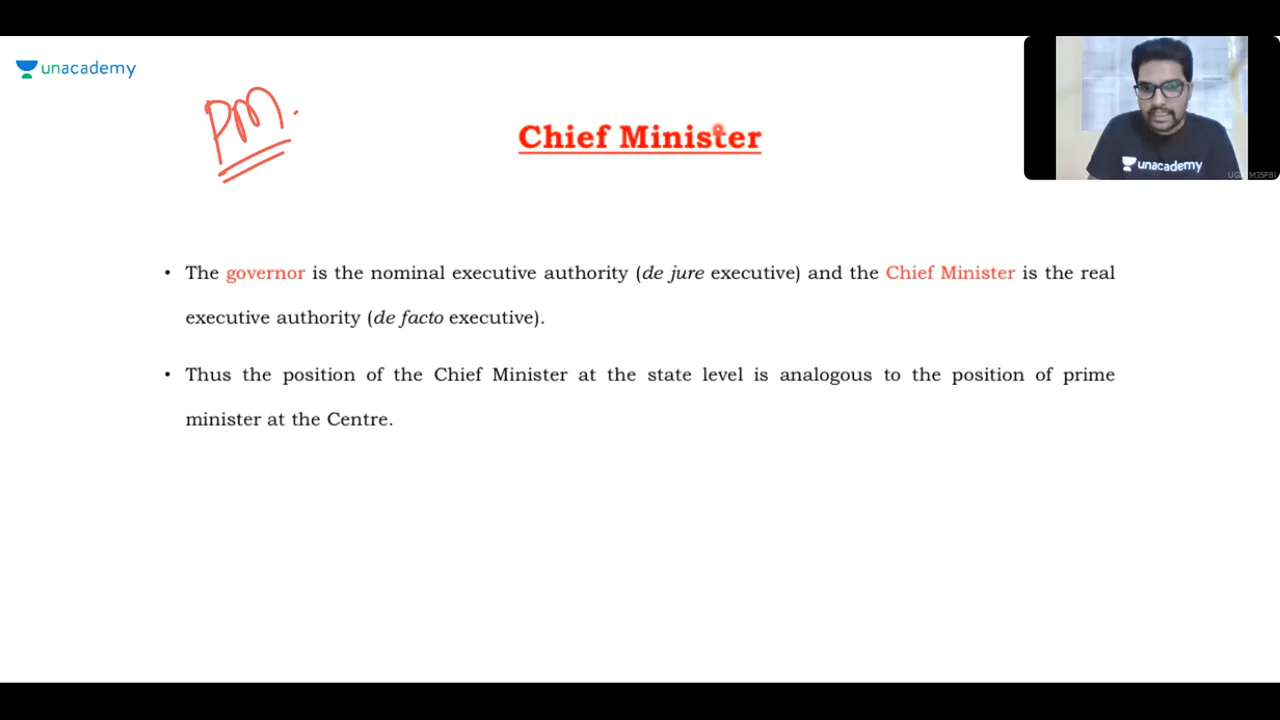 unacademy
PM.
Chief Minister
unacademy
• The governor is the nominal executive authority (de jure executive) and the Chief Minister is the real
executive authority (de facto executive).
• Thus the position of the Chief Minister at the state level is analogous to the position of prime
minister at the Centre.